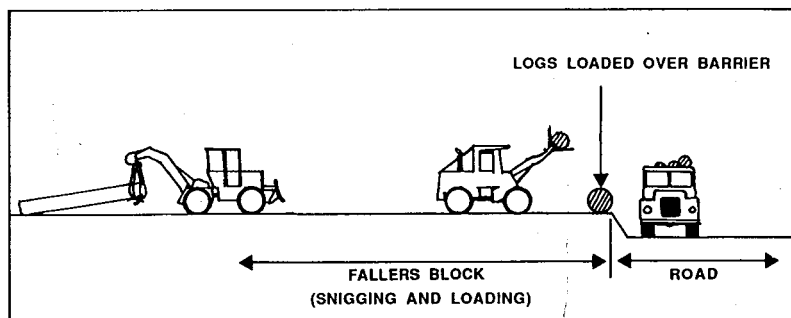 LOGS LOADED OVER BARRIER
FALLERS BLOCK
(SNIGGING AND LOADING)
ROAD